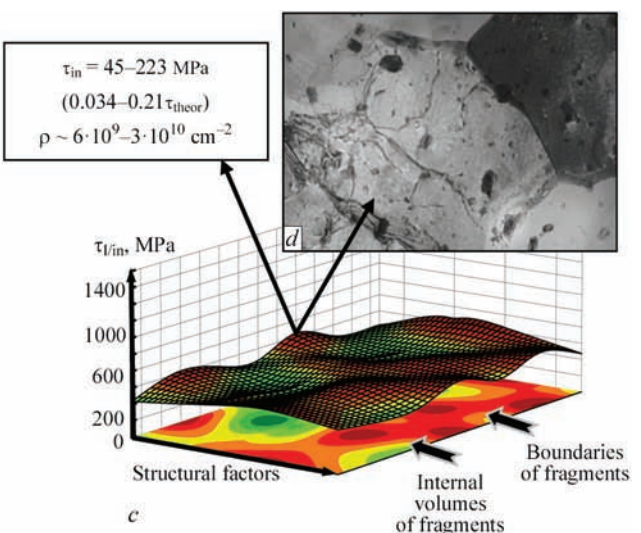 τin = 45–223 MPa
(0.034–0.21τtheor)
ρ ~ 6·10⁹–3·10¹⁰ cm⁻²
d
τl/in, MPa
1400
1000
600
200
0
Structural factors
Internal
volumes
of fragments
Boundaries
of fragments
c